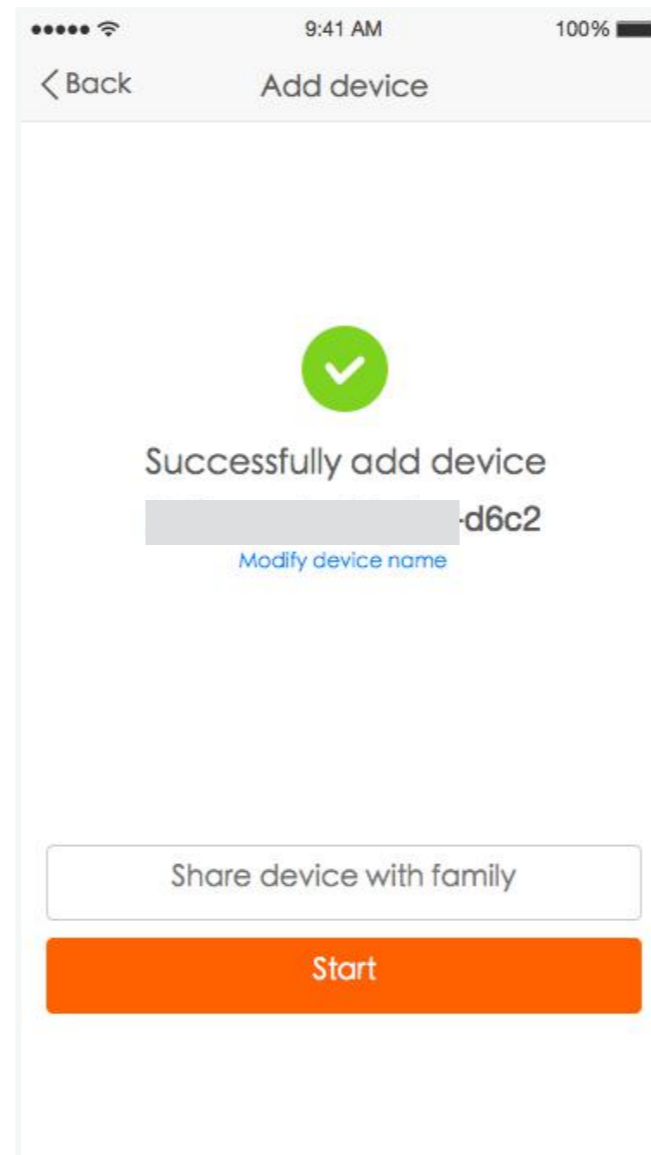 9:41 AM 100%
Back Add device
Successfully add device
-d6c2
Modify device name
Share device with family
Start